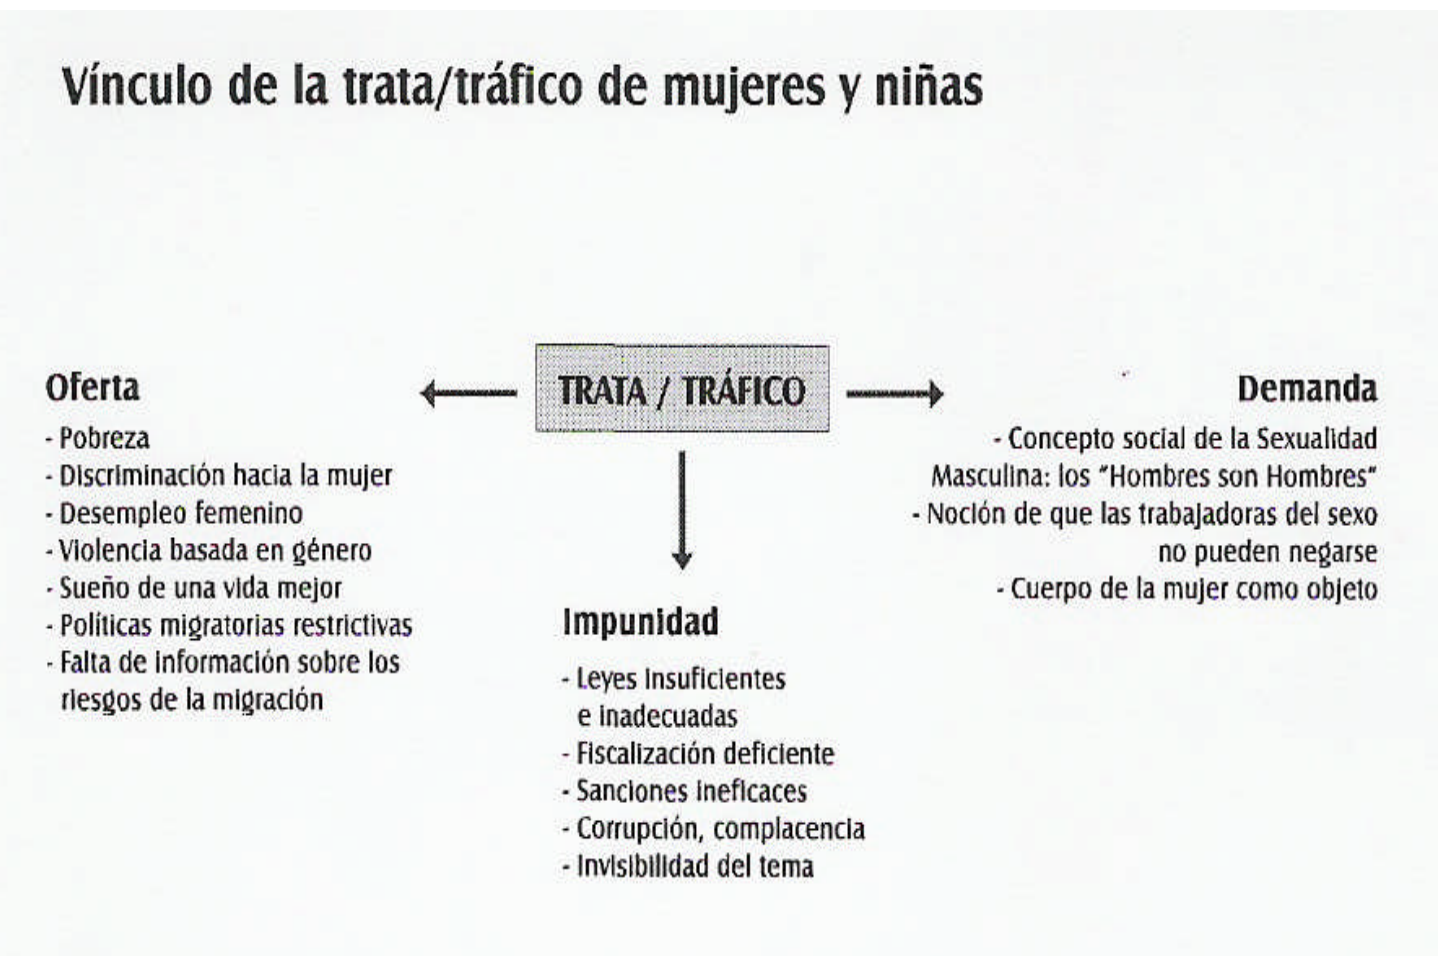 Vínculo de la trata/tráfico de mujeres y niñas
TRATA / TRÁFICO
Oferta
- Pobreza
- Discriminación hacia la mujer
- Desempleo femenino
- Violencia basada en género
- Sueño de una vida mejor
- Políticas migratorias restrictivas
- Falta de información sobre los
riesgos de la migración
Impunidad
- Leyes insuficientes
e inadecuadas
- Fiscalización deficiente
- Sanciones ineficaces
- Corrupción, complacencia
- Invisibilidad del tema
Demanda
- Concepto social de la Sexualidad
Masculina: los "Hombres son Hombres"
- Noción de que las trabajadoras del sexo
no pueden negarse
- Cuerpo de la mujer como objeto